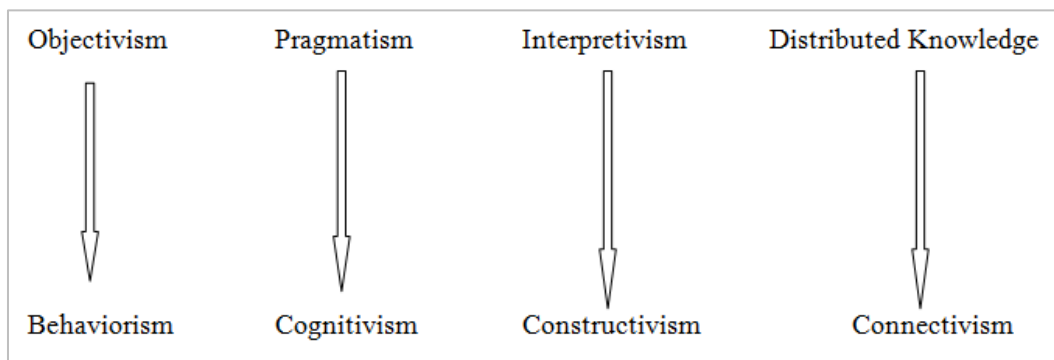 Objectivism Pragmatism Interpretivism Distributed Knowledge
Behaviorism Cognitivism Constructivism Connectivism